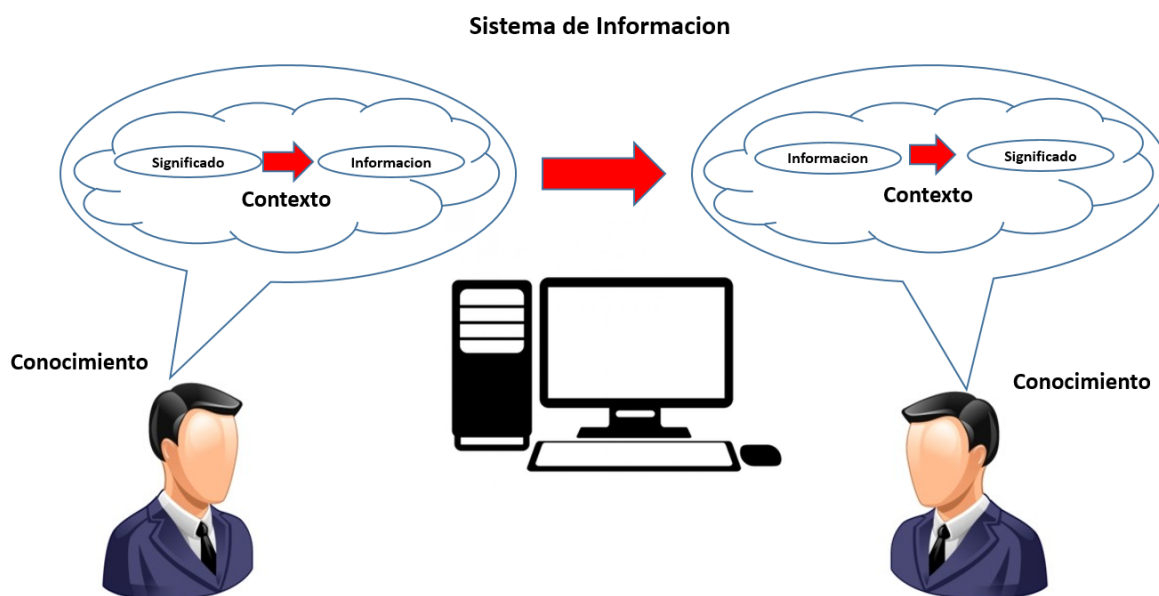 Sistema de Informacion
Significado
Informacion
Contexto
Informacion
Significado
Contexto
Conocimiento
Conocimiento